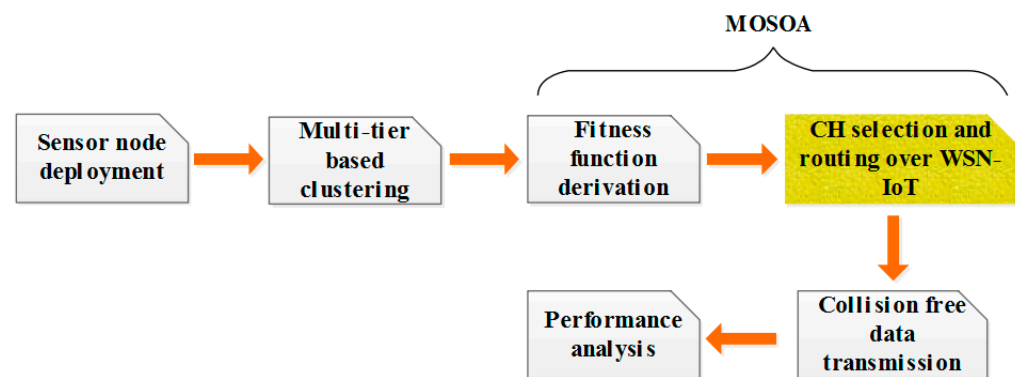 MOSOA
Sensor node
deployment
Multi-tier
based
clustering
Fitness
function
derivation
CH selection and
routing over WSN-
IoT
Collision free
data
transmission
Performance
analysis